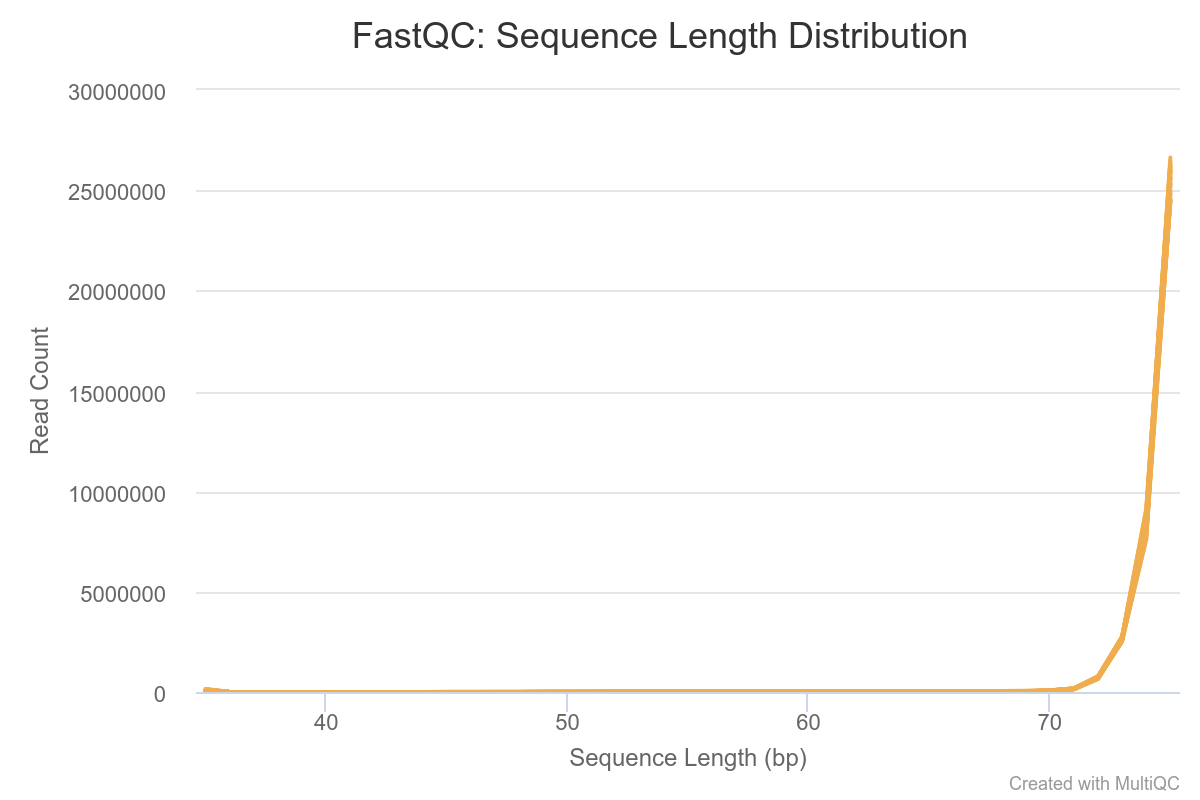 FastQC: Sequence Length Distribution
30000000
25000000
20000000
15000000
10000000
5000000
0
Read Count
40 50 60 70
Sequence Length (bp)
Created with MultiQC